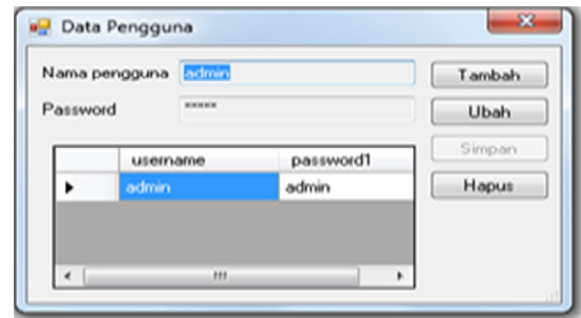 Data Pengguna
Nama pengguna admin Tambah
Password ***** Ubah
Simpan
username password1
admin admin Hapus